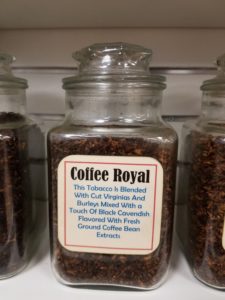 Coffee Royal
This Tobacco Is Blended
With Cut Virginias And
Burleys Mixed With a
Touch Of Black Cavendish
Flavored With Fresh
Ground Coffee Bean
Extracts